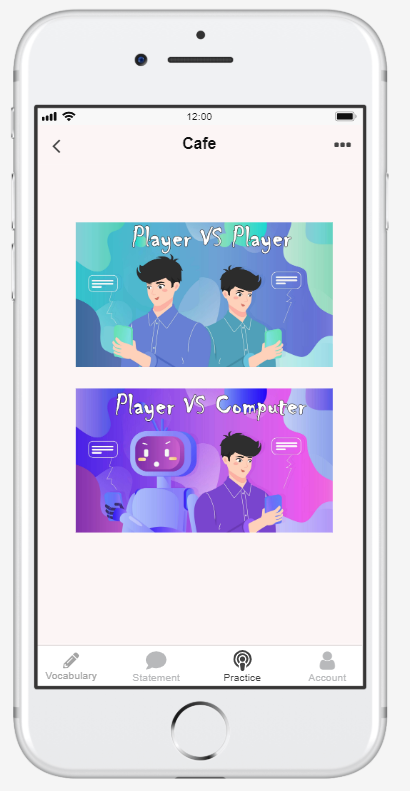 12:00
Cafe
Player VS Player
Player VS Computer
Vocabulary
Statement
Practice
Account